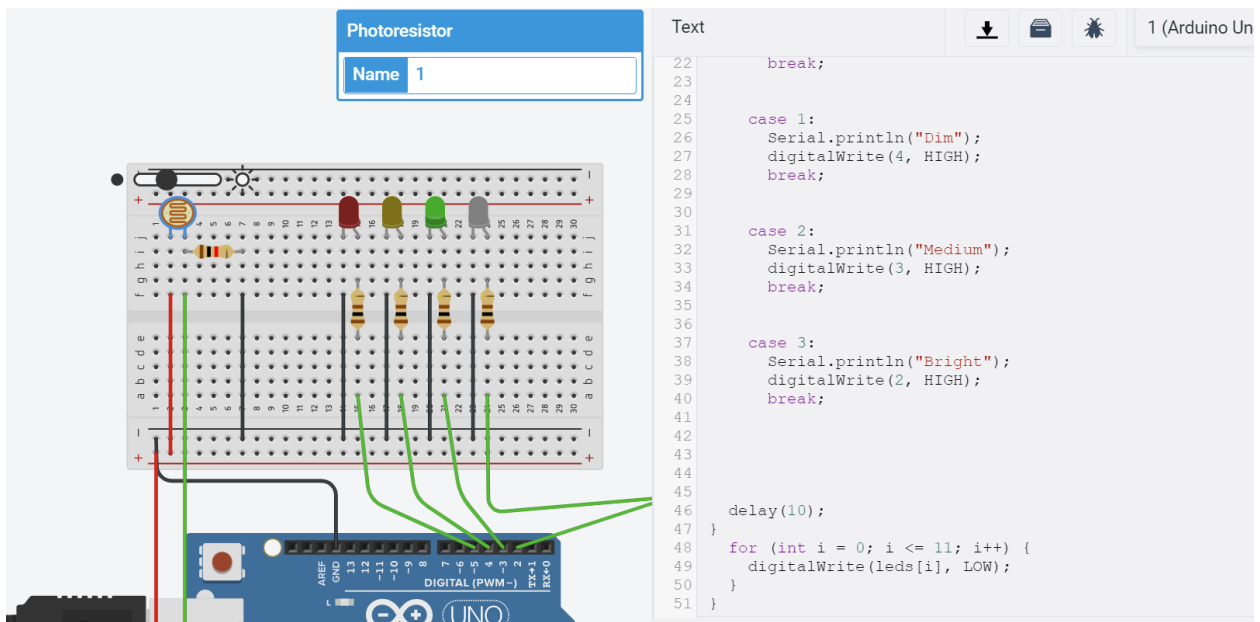 Photoresistor
Name 1
Text
1 (Arduino Un
22 break;
23
24
25 case 1:
26 Serial.println("Dim");
27 digitalWrite(4, HIGH);
28 break;
29
30
31 case 2:
32 Serial.println("Medium");
33 digitalWrite(3, HIGH);
34 break;
35
36
37 case 3:
38 Serial.println("Bright");
39 digitalWrite(2, HIGH);
40 break;
41
42
43
44
45
46 delay(10);
47 }
48 for (int i = 0; i <= 11; i++) {
49 digitalWrite(leds[i], LOW);
50 }
51 }
AREF
GND
13
12
~11
~10
~9
8
7
~6
~5
4
~3
2
TX→1
RX←0
DIGITAL (PWM~)
L
UNO